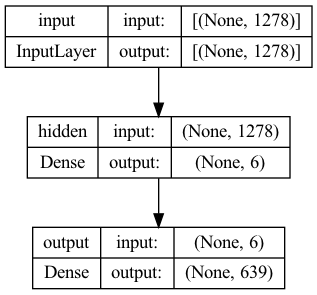 input input: [(None, 1278)]
InputLayer output: [(None, 1278)]
hidden input: (None, 1278)
Dense output: (None, 6)
output input: (None, 6)
Dense output: (None, 639)